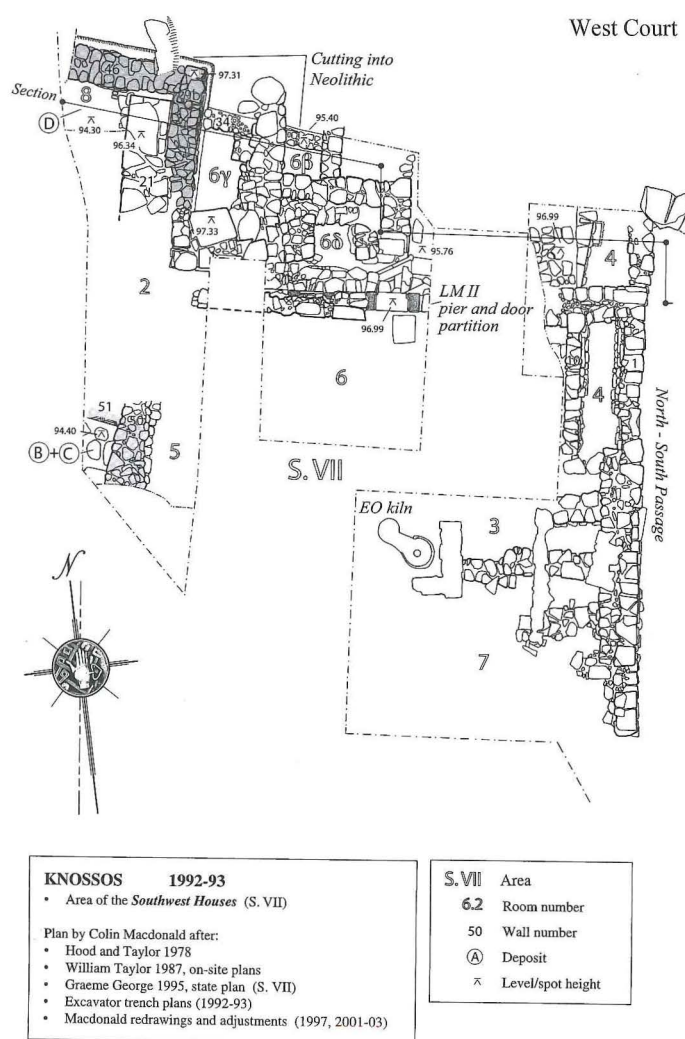 West Court
Cutting into
Neolithic
97.31
46
Section
8
D
94.30
96.34
21
34
95.40
6β
6γ
97.33
6δ
95.76
96.99
4
2
LM II
pier and door
partition
96.99
6
1
4
North - South Passage
51
50
94.40
B + C
5
S. VII
EO kiln
3
7
N
KNOSSOS 1992-93
• Area of the Southwest Houses (S. VII)
Plan by Colin Macdonald after:
• Hood and Taylor 1978
• William Taylor 1987, on-site plans
• Graeme George 1995, state plan (S. VII)
• Excavator trench plans (1992-93)
• Macdonald redrawings and adjustments (1997, 2001-03)
S.VII Area
6.2 Room number
50 Wall number
A Deposit
⌅ Level/spot height